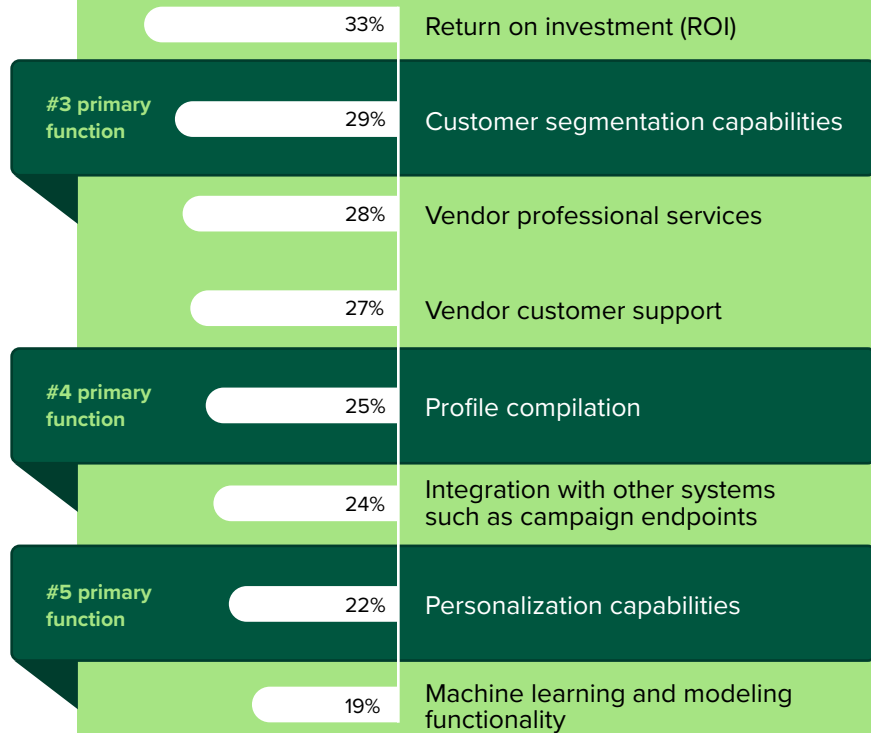 33%
Return on investment (ROI)
#3 primary
function
29%
Customer segmentation capabilities
28%
Vendor professional services
27%
Vendor customer support
#4 primary
function
25%
Profile compilation
24%
Integration with other systems
such as campaign endpoints
#5 primary
function
22%
Personalization capabilities
19%
Machine learning and modeling
functionality